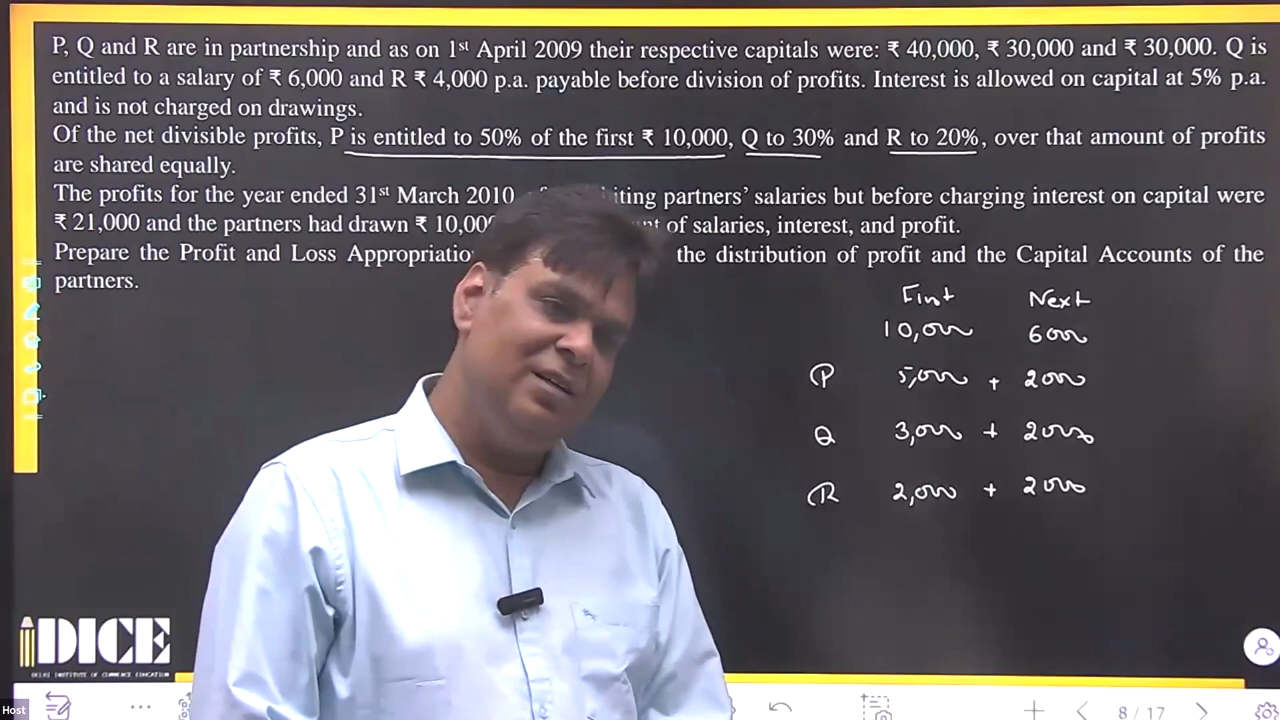 P, Q and R are in partnership and as on 1st April 2009 their respective capitals were: ₹ 40,000, ₹ 30,000 and ₹ 30,000. Q is
entitled to a salary of ₹ 6,000 and R ₹ 4,000 p.a. payable before division of profits. Interest is allowed on capital at 5% p.a.
and is not charged on drawings.
Of the net divisible profits, P is entitled to 50% of the first ₹ 10,000, Q to 30% and R to 20%, over that amount of profits
are shared equally.
The profits for the year ended 31st March 2010 iting partners' salaries but before charging interest on capital were
₹ 21,000 and the partners had drawn ₹ 10,00 of salaries, interest, and profit.
Prepare the Profit and Loss Appropriatio the distribution of profit and the Capital Accounts of the
partners.
First Next
10,000 6000
P 5,000 + 2000
Q 3,000 + 2000
R 2,000 + 2000
DICE
DELHI INSTITUTE OF COMMERCE EDUCATION
Host
8 / 17